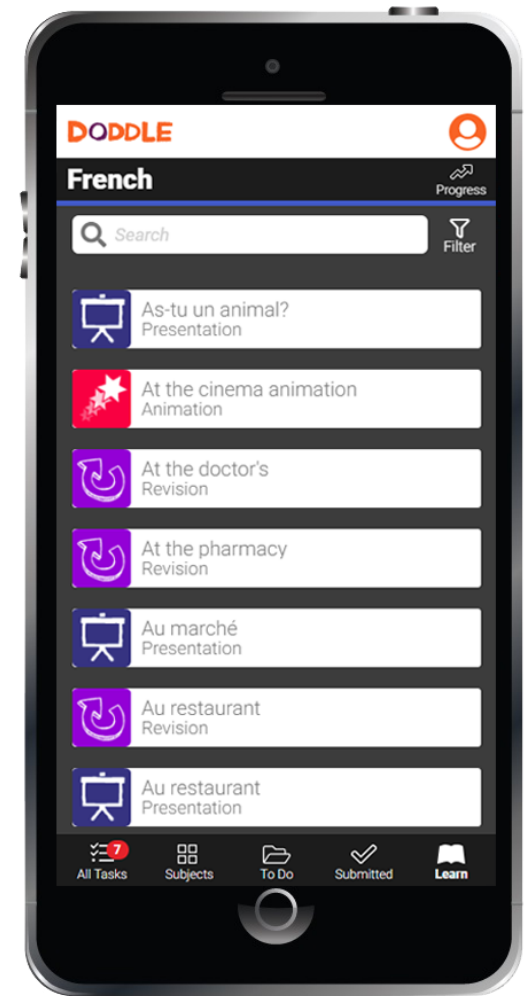 DODDLE
French
Progress
Search
Filter
As-tu un animal?
Presentation
At the cinema animation
Animation
At the doctor's
Revision
At the pharmacy
Revision
Au marché
Presentation
Au restaurant
Revision
Au restaurant
Presentation
7
All Tasks Subjects To Do Submitted Learn